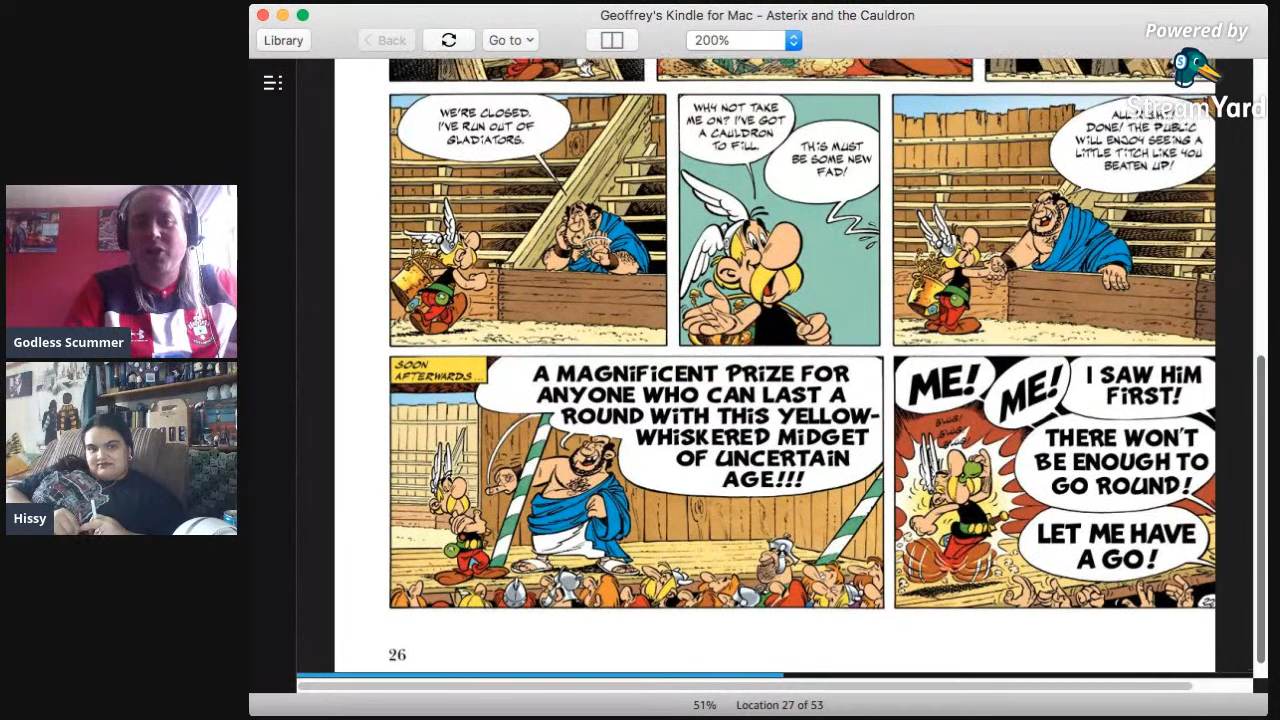 Geoffrey's Kindle for Mac - Asterix and the Cauldron
Powered by
StreamYard
Library
Back
Go to
200%
WE'RE CLOSED.
I'VE RUN OUT OF
GLADIATORS.
WHY NOT TAKE
ME ON? I'VE GOT
A CAULDRON
TO FILL.
THIS MUST
BE SOME NEW
FAD!
DONE! THE PUBLIC
WILL ENJOY SEEING A
LITTLE TITCH LIKE YOU
BEATEN UP!
Godless Scummer
Hissy
SOON
AFTERWARDS...
A MAGNIFICENT PRIZE FOR
ANYONE WHO CAN LAST A
ROUND WITH THIS YELLOW-
WHISKERED MIDGET
OF UNCERTAIN
AGE!!!
ME!
ME!
I SAW HIM
FIRST!
GLUG!
GLUG!
GLUG!
THERE WON'T
BE ENOUGH TO
GO ROUND!
LET ME HAVE
A GO!
26
51%
Location 27 of 53